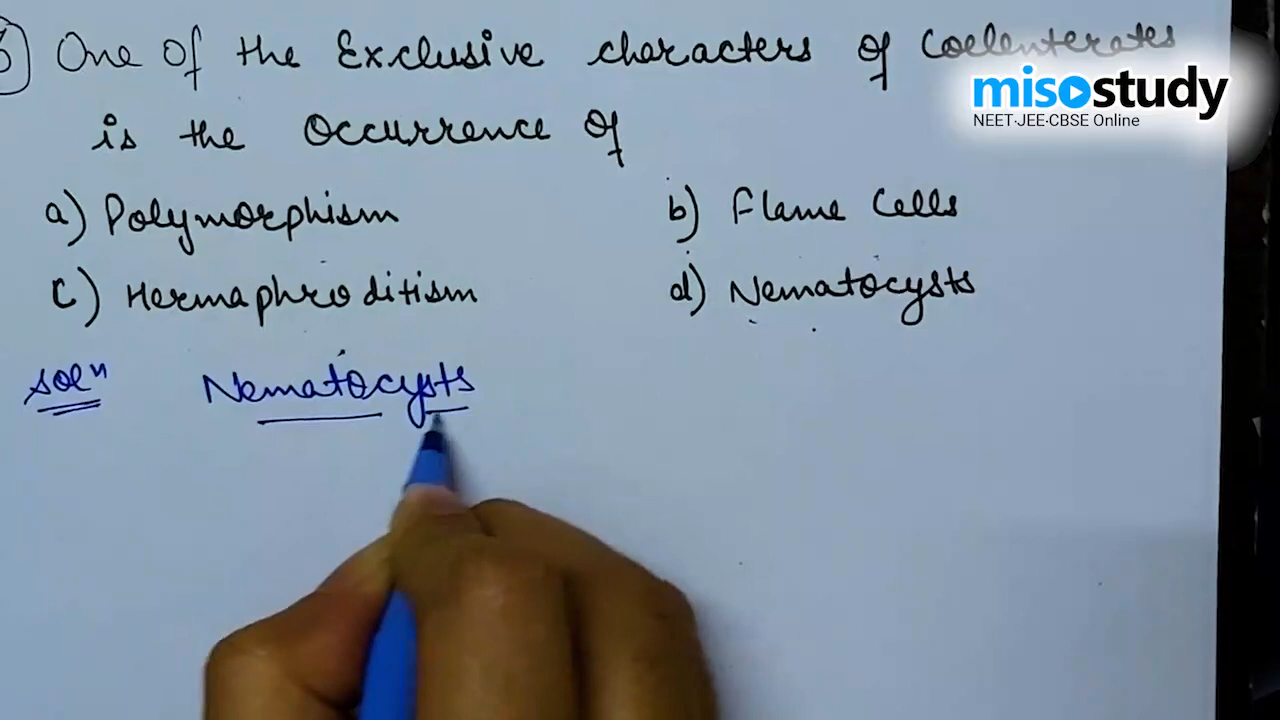 One of the Exclusive characters of Coelenterates
is the Occurrence of
misostudy
NEET-JEE-CBSE Online
a) Polymorphism b) Flame Cells
c) Hermaphroditism d) Nematocysts
Solⁿ Nematocysts